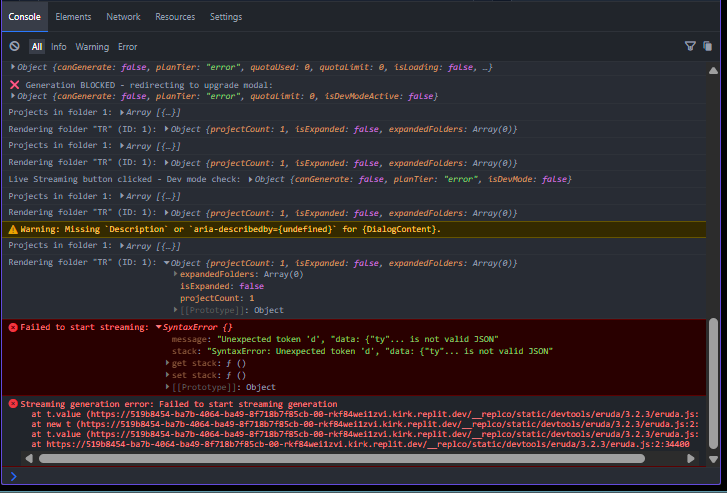 Console Elements Network Resources Settings
All Info Warning Error
Object {canGenerate: false, planTier: "error", quotaUsed: 0, quotaLimit: 0, isLoading: false, …}
Generation BLOCKED - redirecting to upgrade modal:
Object {canGenerate: false, planTier: "error", quotaLimit: 0, isDevModeActive: false}
Projects in folder 1: Array [{…}]
Rendering folder "TR" (ID: 1): Object {projectCount: 1, isExpanded: false, expandedFolders: Array(0)}
Projects in folder 1: Array [{…}]
Rendering folder "TR" (ID: 1): Object {projectCount: 1, isExpanded: false, expandedFolders: Array(0)}
Live Streaming button clicked - Dev mode check: Object {canGenerate: false, planTier: "error", isDevMode: false}
Projects in folder 1: Array [{…}]
Rendering folder "TR" (ID: 1): Object {projectCount: 1, isExpanded: false, expandedFolders: Array(0)}
Warning: Missing `Description` or `aria-describedby={undefined}` for {DialogContent}.
Projects in folder 1: Array [{…}]
Rendering folder "TR" (ID: 1): Object {projectCount: 1, isExpanded: false, expandedFolders: Array(0)}
expandedFolders: Array(0)
isExpanded: false
projectCount: 1
[[Prototype]]: Object
Failed to start streaming: SyntaxError {}
message: "Unexpected token 'd', "data: {"ty"... is not valid JSON"
stack: "SyntaxError: Unexpected token 'd', "data: {"ty"... is not valid JSON"
get stack: ƒ ()
set stack: ƒ ()
[[Prototype]]: Object
Streaming generation error: Failed to start streaming generation
at t.value (https://519b8454-ba7b-4064-ba49-8f718b7f85cb-00-rkf84wei1zvi.kirk.replit.dev/__replco/static/devtools/eruda/3.2.3/eruda.js:
at new t (https://519b8454-ba7b-4064-ba49-8f718b7f85cb-00-rkf84wei1zvi.kirk.replit.dev/__replco/static/devtools/eruda/3.2.3/eruda.js:2:
at t.value (https://519b8454-ba7b-4064-ba49-8f718b7f85cb-00-rkf84wei1zvi.kirk.replit.dev/__replco/static/devtools/eruda/3.2.3/eruda.js:
at https://519b8454-ba7b-4064-ba49-8f718b7f85cb-00-rkf84wei1zvi.kirk.replit.dev/__replco/static/devtools/eruda/3.2.3/eruda.js:2:34400